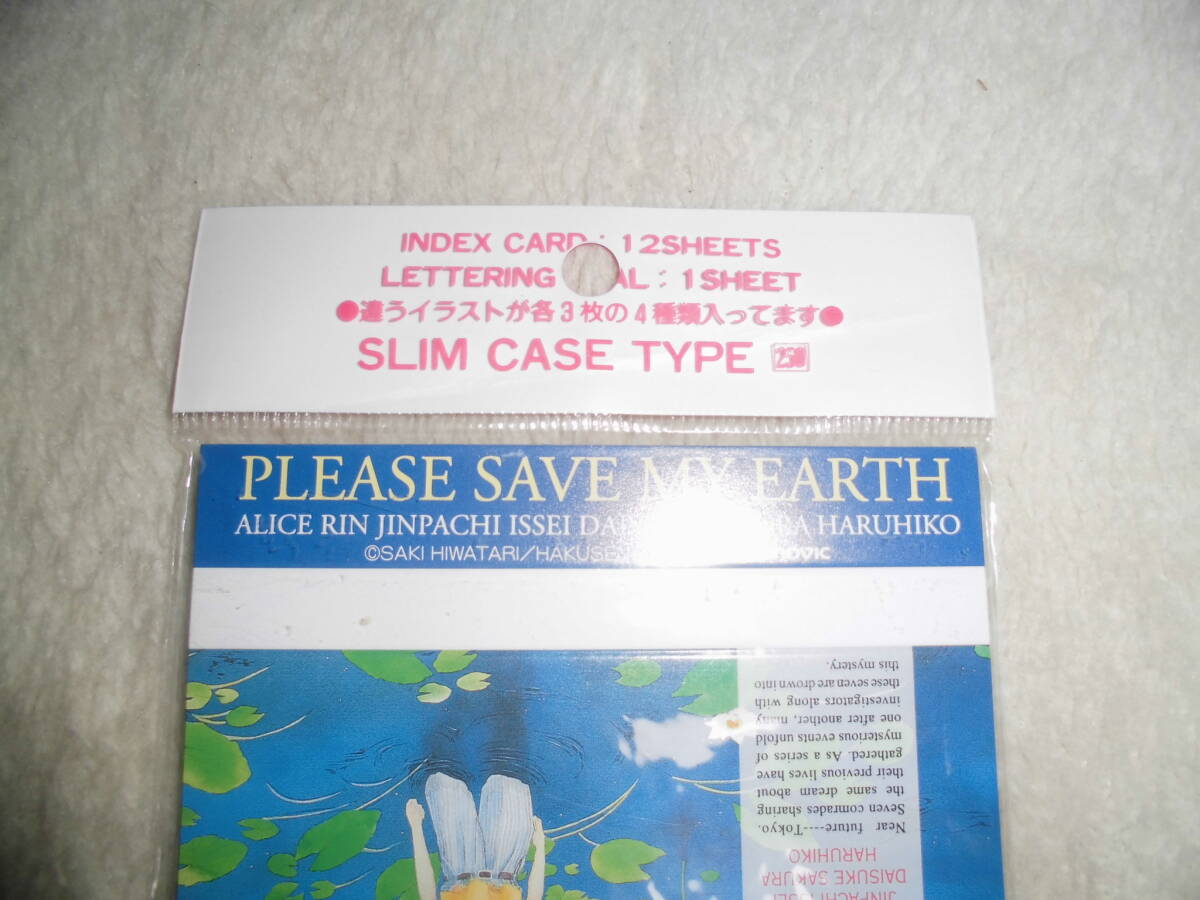 INDEX CARD : 12SHEETS
LETTERING AL : 1 SHEET
●違うイラストが各3枚の4種類入ってます●
SLIM CASE TYPE 250
PLEASE SAVE MY EARTH
ALICE RIN JINPACHI ISSEI HARUHIKO
©SAKI HIWATARI/HAKUSE
Near future----Tokyo.
Seven comrades sharing
the same dream about
their previous lives have
gathered. As a series of
mysterious events unfold
one after another, many
investigators along with
these seven are drown into
this mystery.
HARUHIKO
DAISUKE SAKURA